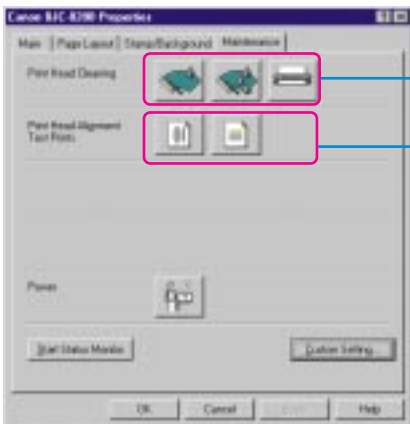 Canon BJC-8200 Properties
Main Page Layout Stamp/Background Maintenance
Print Head Cleaning
Print Head Alignment
Test Prints
Power
Start Status Monitor
Custom Setting...
OK Cancel Help